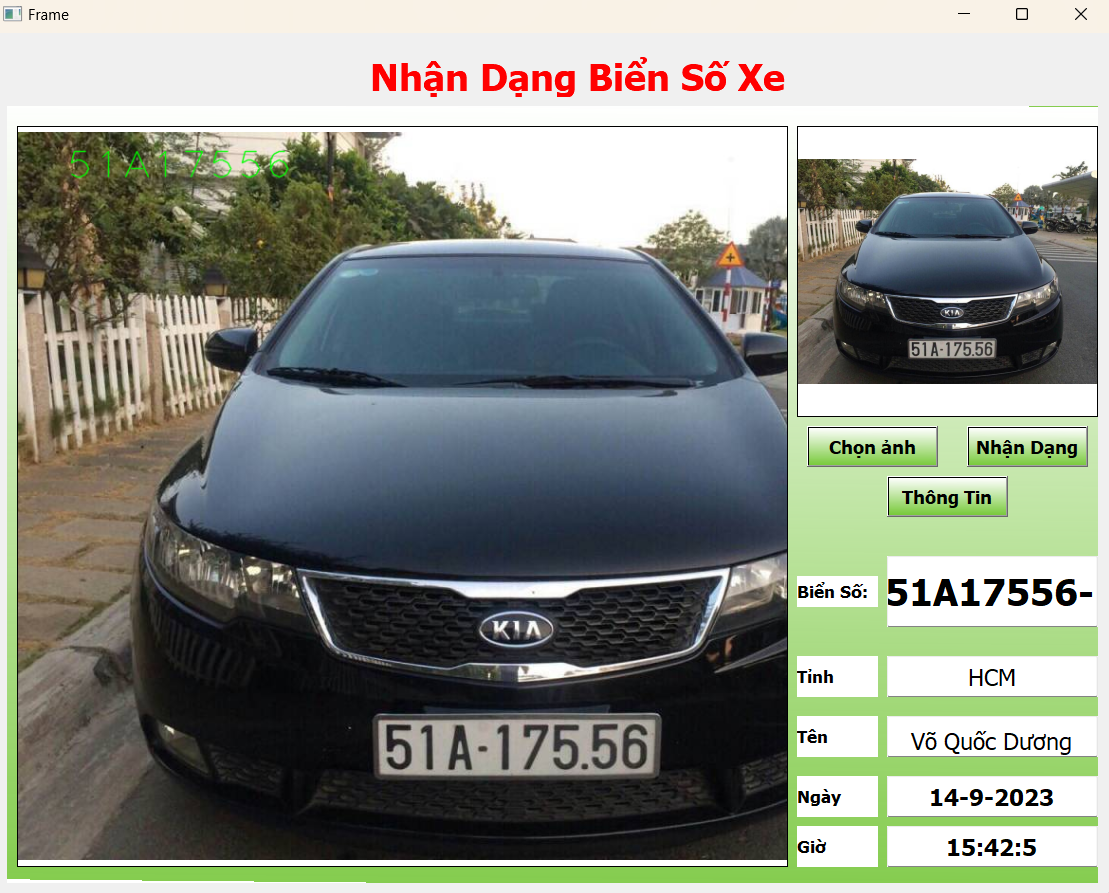 Frame
Nhận Dạng Biển Số Xe
51A17556
KIA
51A-175.56
KIA
51A-175.56
Chọn ảnh
Nhận Dạng
Thông Tin
Biển Số:
51A17556-
Tỉnh
HCM
Tên
Võ Quốc Dương
Ngày
14-9-2023
Giờ
15:42:5